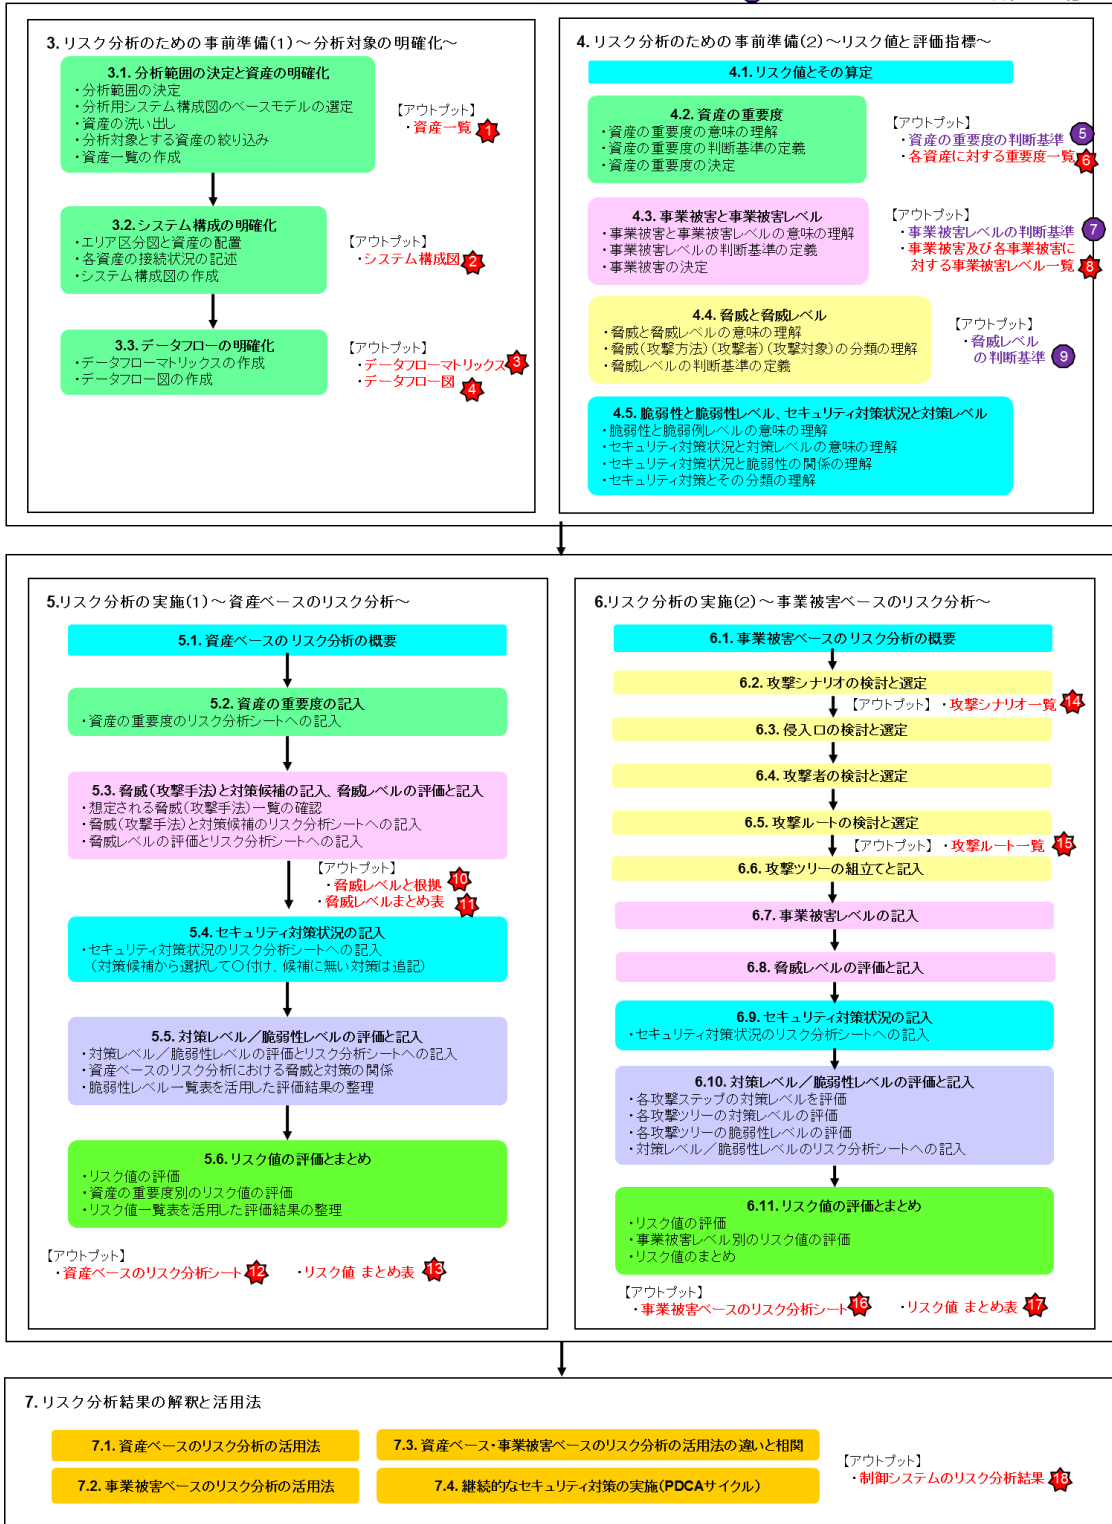 3. リスク分析のための事前準備(1)～分析対象の明確化～
3.1. 分析範囲の決定と資産の明確化
・分析範囲の決定
・分析用システム構成図のベースモデルの選定
・資産の洗い出し
・分析対象とする資産の絞り込み
・資産一覧の作成
【アウトプット】
・資産一覧 1
3.2. システム構成の明確化
・エリア区分図と資産の配置
・各資産の接続状況の記述
・システム構成図の作成
【アウトプット】
・システム構成図 2
3.3. データフローの明確化
・データフローマトリックスの作成
・データフロー図の作成
【アウトプット】
・データフローマトリックス 3
・データフロー図 4
4. リスク分析のための事前準備(2)～リスク値と評価指標～
4.1. リスク値とその算定
4.2. 資産の重要度
・資産の重要度の意味の理解
・資産の重要度の判断基準の定義
・資産の重要度の決定
【アウトプット】
・資産の重要度の判断基準 5
・各資産に対する重要度一覧 6
4.3. 事業被害と事業被害レベル
・事業被害と事業被害レベルの意味の理解
・事業被害レベルの判断基準の定義
・事業被害の決定
【アウトプット】
・事業被害レベルの判断基準 7
・事業被害及び各事業被害に
対する事業被害レベル一覧 8
4.4. 脅威と脅威レベル
・脅威と脅威レベルの意味の理解
・脅威(攻撃方法)(攻撃者)(攻撃対象)の分類の理解
・脅威レベルの判断基準の定義
【アウトプット】
・脅威レベル
の判断基準 9
4.5. 脆弱性と脆弱性レベル、セキュリティ対策状況と対策レベル
・脆弱性と脆弱例レベルの意味の理解
・セキュリティ対策状況と対策レベルの意味の理解
・セキュリティ対策状況と脆弱性の関係の理解
・セキュリティ対策とその分類の理解
5.リスク分析の実施(1)～資産ベースのリスク分析～
5.1. 資産ベースのリスク分析の概要
5.2. 資産の重要度の記入
・資産の重要度のリスク分析シートへの記入
5.3. 脅威(攻撃手法)と対策候補の記入、脅威レベルの評価と記入
・想定される脅威(攻撃手法)一覧の確認
・脅威(攻撃手法)と対策候補のリスク分析シートへの記入
・脅威レベルの評価とリスク分析シートへの記入
【アウトプット】
・脅威レベルと根拠 10
・脅威レベルまとめ表 11
5.4. セキュリティ対策状況の記入
・セキュリティ対策状況のリスク分析シートへの記入
(対策候補から選択して〇付け、候補に無い対策は追記)
5.5. 対策レベル／脆弱性レベルの評価と記入
・対策レベル／脆弱性レベルの評価とリスク分析シートへの記入
・資産ベースのリスク分析における脅威と対策の関係
・脆弱性レベル一覧表を活用した評価結果の整理
5.6. リスク値の評価とまとめ
・リスク値の評価
・資産の重要度別のリスク値の評価
・リスク値一覧表を活用した評価結果の整理
【アウトプット】
・資産ベースのリスク分析シート 12 ・リスク値 まとめ表 13
6.リスク分析の実施(2)～事業被害ベースのリスク分析～
6.1. 事業被害ベースのリスク分析の概要
6.2. 攻撃シナリオの検討と選定
【アウトプット】 ・攻撃シナリオ一覧 14
6.3. 侵入口の検討と選定
6.4. 攻撃者の検討と選定
6.5. 攻撃ルートの検討と選定
【アウトプット】 ・攻撃ルート一覧 15
6.6. 攻撃ツリーの組立てと記入
6.7. 事業被害レベルの記入
6.8. 脅威レベルの評価と記入
6.9. セキュリティ対策状況の記入
・セキュリティ対策状況のリスク分析シートへの記入
6.10. 対策レベル／脆弱性レベルの評価と記入
・各攻撃ステップの対策レベルを評価
・各攻撃ツリーの対策レベルの評価
・各攻撃ツリーの脆弱性レベルの評価
・対策レベル／脆弱性レベルのリスク分析シートへの記入
6.11. リスク値の評価とまとめ
・リスク値の評価
・事業被害レベル別のリスク値の評価
・リスク値のまとめ
【アウトプット】
・事業被害ベースのリスク分析シート 16 ・リスク値 まとめ表 17
7. リスク分析結果の解釈と活用法
7.1. 資産ベースのリスク分析の活用法
7.2. 事業被害ベースのリスク分析の活用法
7.3. 資産ベース・事業被害ベースのリスク分析の活用法の違いと相関
7.4. 継続的なセキュリティ対策の実施(PDCAサイクル)
【アウトプット】
・制御システムのリスク分析結果 18